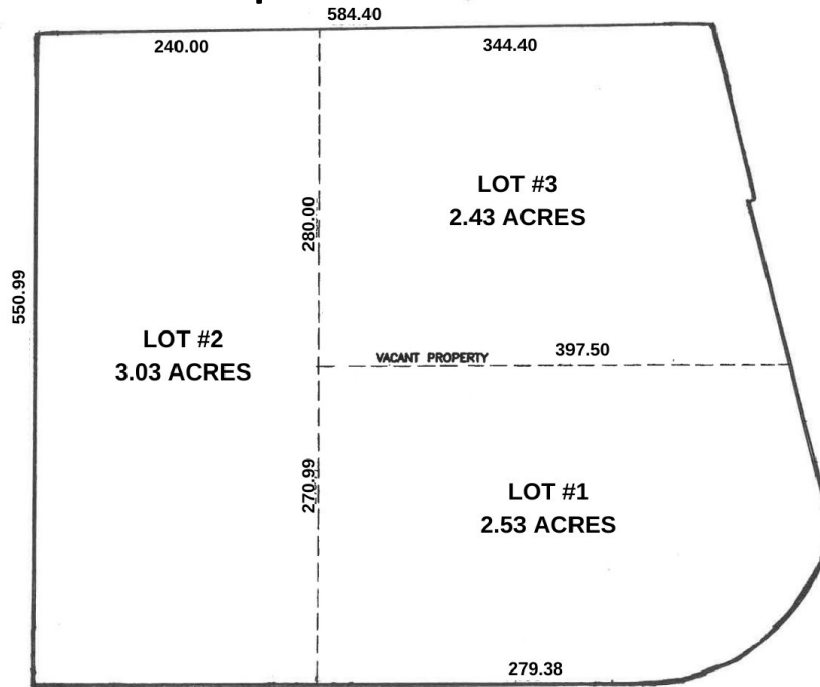 584.40
240.00
344.40
LOT #3
2.43 ACRES
280.00
550.99
LOT #2
3.03 ACRES
VACANT PROPERTY
397.50
270.99
LOT #1
2.53 ACRES
279.38